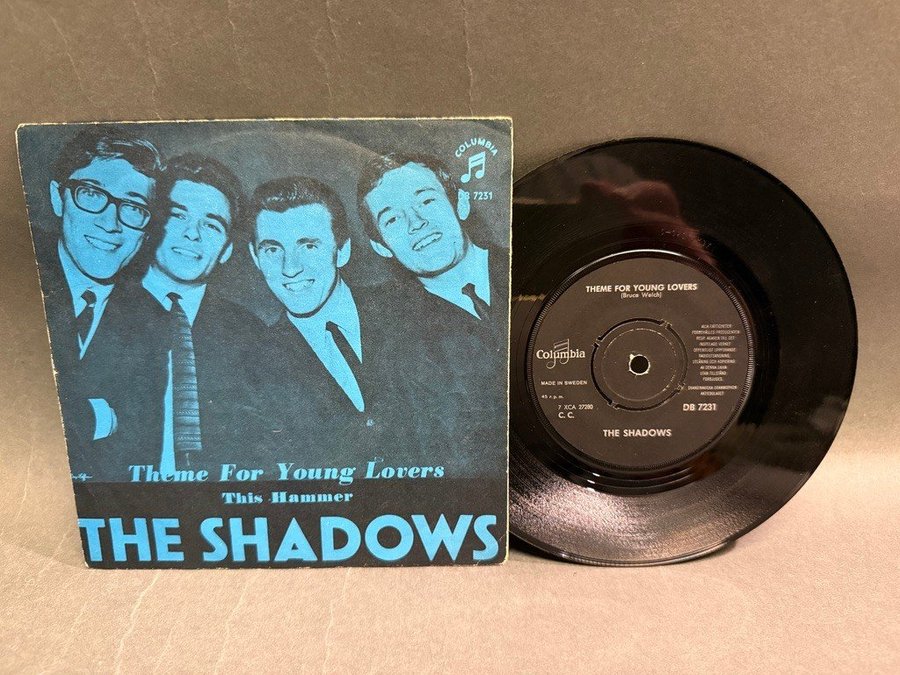 COLUMBIA
DB 7231
Theme For Young Lovers
This Hammer
THE SHADOWS
THEME FOR YOUNG LOVERS
(Bruce Welch)
Columbia
MADE IN SWEDEN
45 r.p.m.
7 XCA 27280
C. C.
DB 7231
THE SHADOWS